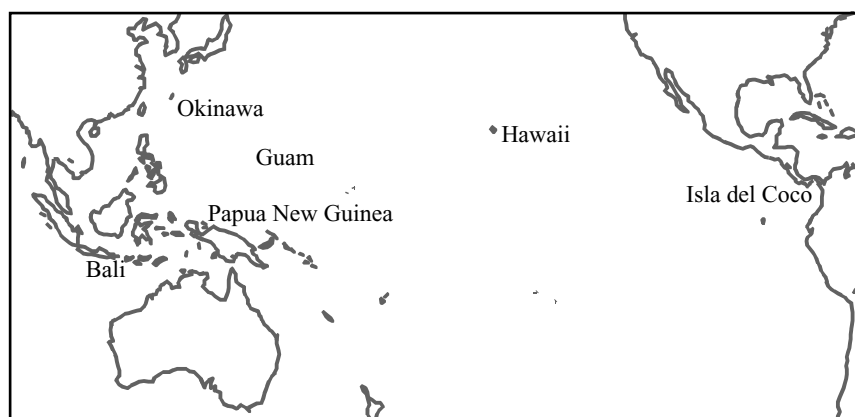 Okinawa
Hawaii
Guam
Isla del Coco
Papua New Guinea
Bali